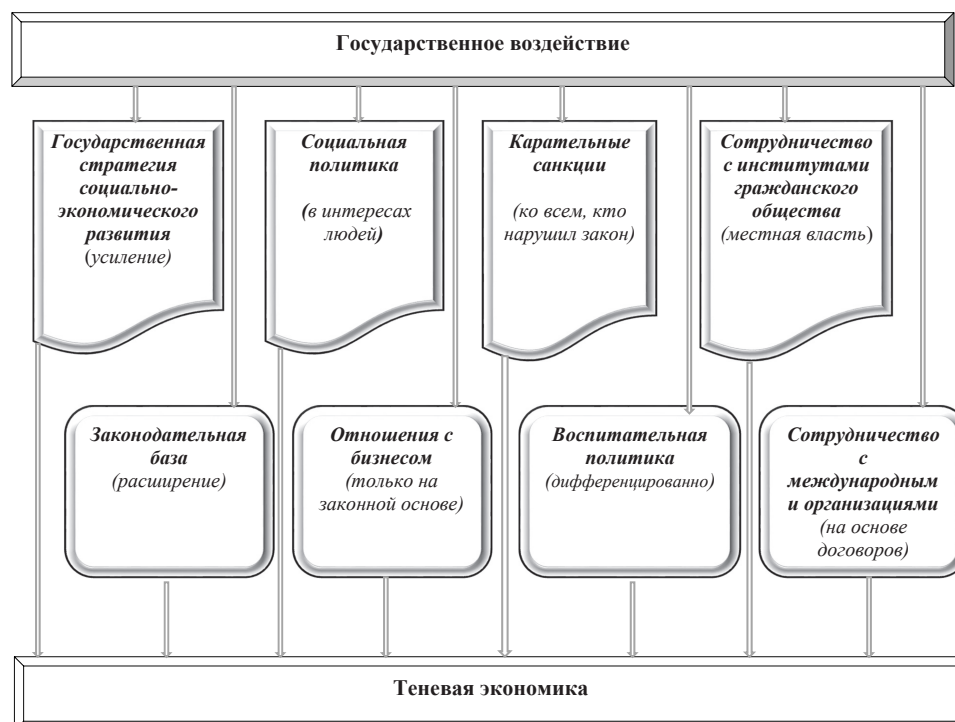 Государственное воздействие
Государственная
стратегия
социально-
экономического
развития
(усиление)
Социальная
политика
(в интересах
людей)
Карательные
санкции
(ко всем, кто
нарушил закон)
Сотрудничество
с институтами
гражданского
общества
(местная власть)
Законодательная
база
(расширение)
Отношения с
бизнесом
(только на
законной основе)
Воспитательная
политика
(дифференцированно)
Сотрудничество
с
международным
и организациями
(на основе
договоров)
Теневая экономика